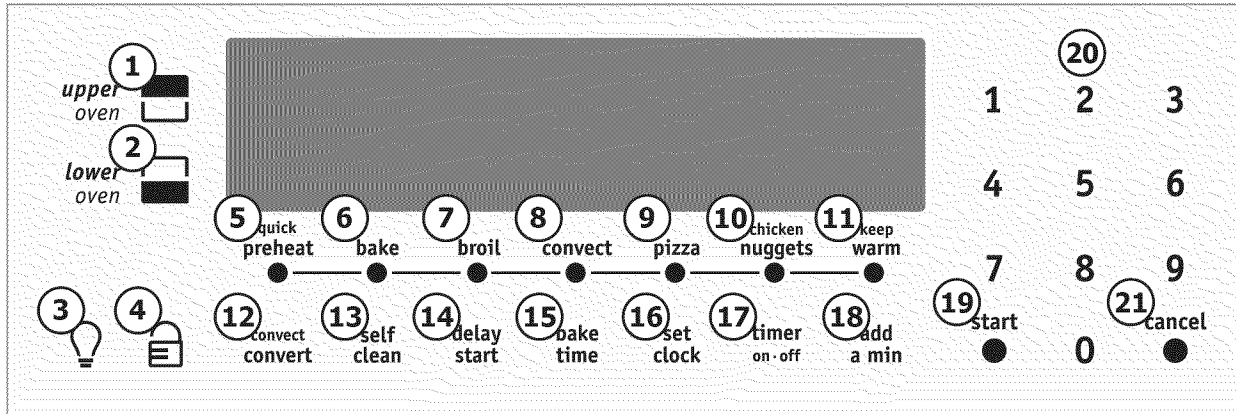 1
upper
oven
2
lower
oven
3
4
5 quick
preheat
6
bake
7
broil
8
convect
9
pizza
10 chicken
nuggets
11 keep
warm
12 convect
convert
13 self
clean
14 delay
start
15 bake
time
16 set
clock
17 timer
on·off
18 add
a min
20
1 2 3
4 5 6
7 8 9
19 start
0
21 cancel